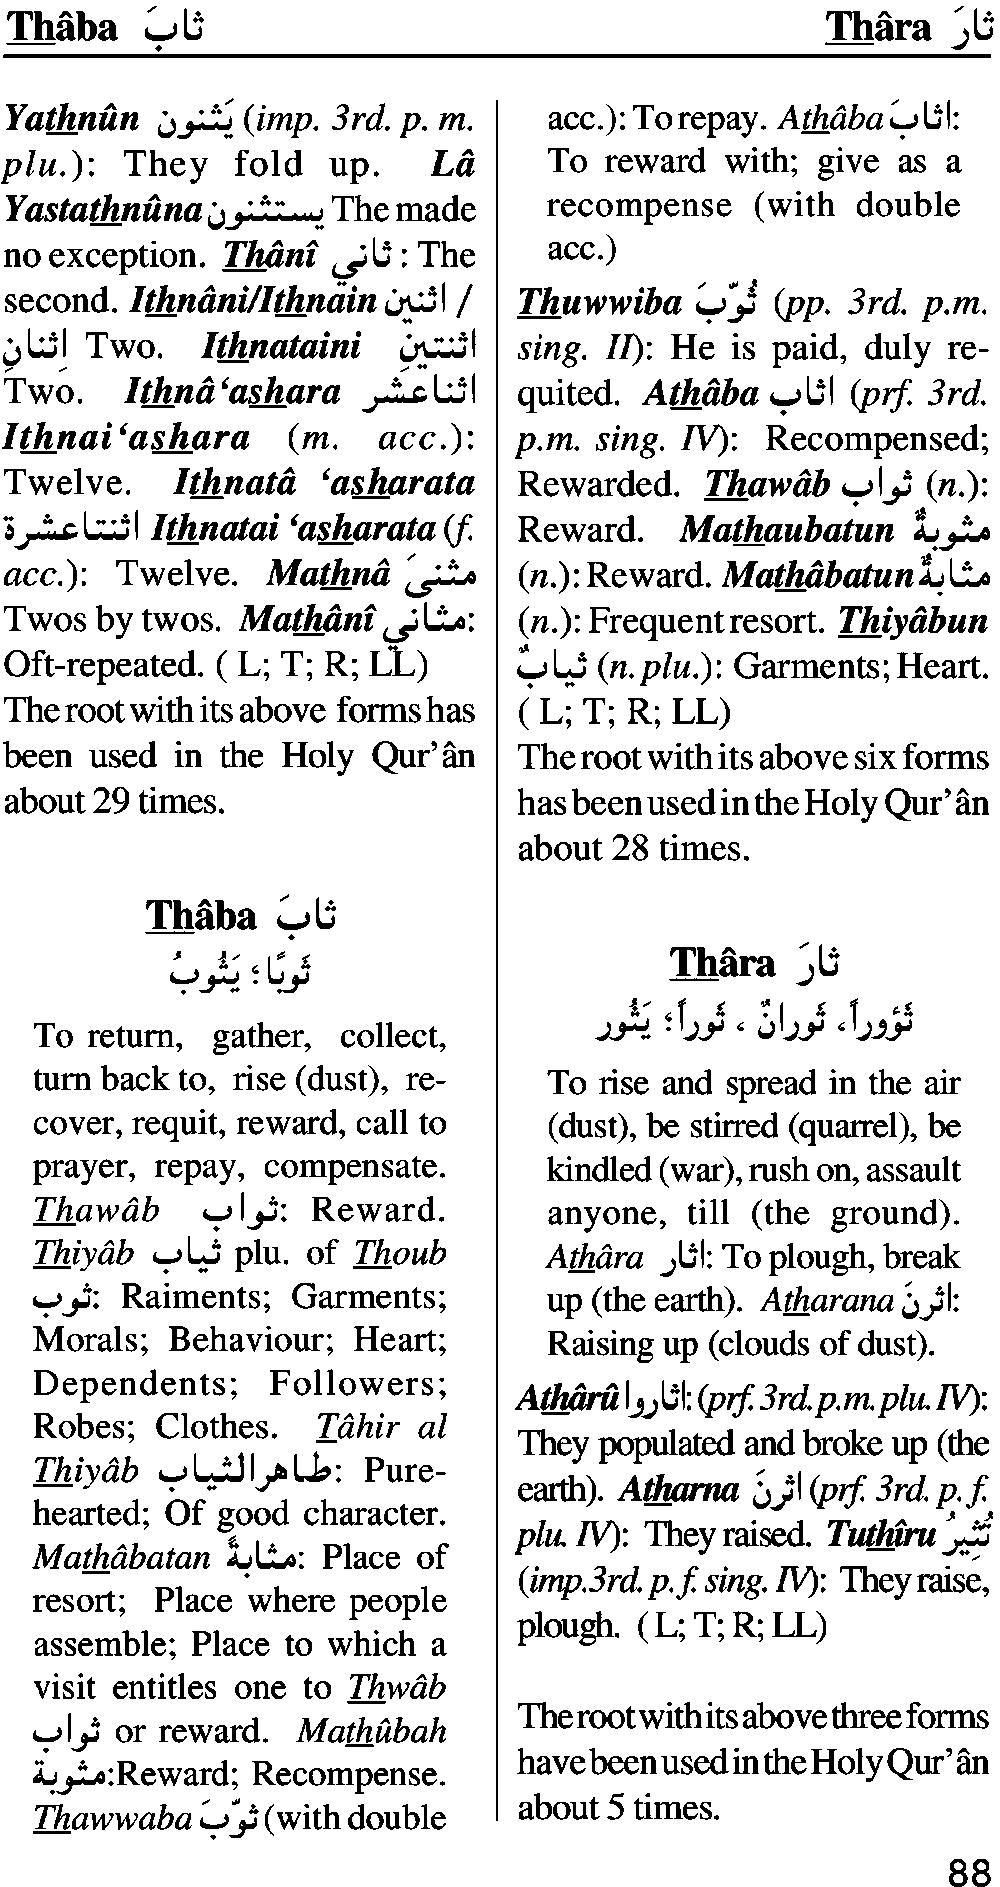 Thâba ثابَ
Thâra ثارَ
Yathnûn يَثنون (imp. 3rd. p. m.
plu.): They fold up. Lâ
Yastathnûna يستثنون The made
no exception. Thânî ثاني : The
second. Ithnâni/Ithnain اثنين /
اثنانِ Two. Ithnataini اثنتينِ
Two. Ithnâ‘ashara اثناعشر
Ithnai‘ashara (m. acc.):
Twelve. Ithnatâ ‘asharata
اثنتاعشرة Ithnatai ‘asharata (f.
acc.): Twelve. Mathnâ مثنىَ
Twos by twos. Mathânî مثاني:
Oft-repeated. ( L; T; R; LL)
The root with its above forms has
been used in the Holy Qur’ân
about 29 times.
Thâba ثابَ
ثَوبًا؛ يَثُوبُ
To return, gather, collect,
turn back to, rise (dust), re-
cover, requit, reward, call to
prayer, repay, compensate.
Thawâb ثواب: Reward.
Thiyâb ثياب plu. of Thoub
ثوب: Raiments; Garments;
Morals; Behaviour; Heart;
Dependents; Followers;
Robes; Clothes. Tâhir al
Thiyâb طاهرالثياب: Pure-
hearted; Of good character.
Mathâbatan مثابةً: Place of
resort; Place where people
assemble; Place to which a
visit entitles one to Thwâb
ثواب or reward. Mathûbah
مثوبة:Reward; Recompense.
Thawwaba ثوّبَ (with double
acc.): To repay. Athâba اثابَ:
To reward with; give as a
recompense (with double
acc.)
Thuwwiba ثُوّبَ (pp. 3rd. p.m.
sing. II): He is paid, duly re-
quited. Athâba اثاب (prf. 3rd.
p.m. sing. IV): Recompensed;
Rewarded. Thawâb ثواب (n.):
Reward. Mathaubatun مثوبةٌ
(n.): Reward. Mathâbatun مثابةٌ
(n.): Frequent resort. Thiyâbun
ثيابٌ (n. plu.): Garments; Heart.
( L; T; R; LL)
The root with its above six forms
has been used in the Holy Qur’ân
about 28 times.
Thâra ثارَ
ثَؤوراً، ثَورانٌ ، ثَوراً؛ يَثُور
To rise and spread in the air
(dust), be stirred (quarrel), be
kindled (war), rush on, assault
anyone, till (the ground).
Athâra اثار: To plough, break
up (the earth). Atharana اثرنَ:
Raising up (clouds of dust).
Athârû اثاروا: (prf. 3rd. p.m. plu. IV):
They populated and broke up (the
earth). Atharna اثرنَ (prf. 3rd. p. f.
plu. IV): They raised. Tuthîru تُثِيرُ
(imp.3rd. p. f. sing. IV): They raise,
plough. ( L; T; R; LL)
The root with its above three forms
have been used in the Holy Qur’ân
about 5 times.
88